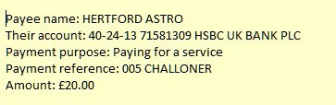 Payee name: HERTFORD ASTRO
Their account: 40-24-13 71581309 HSBC UK BANK PLC
Payment purpose: Paying for a service
Payment reference: 005 CHALLONER
Amount: £20.00